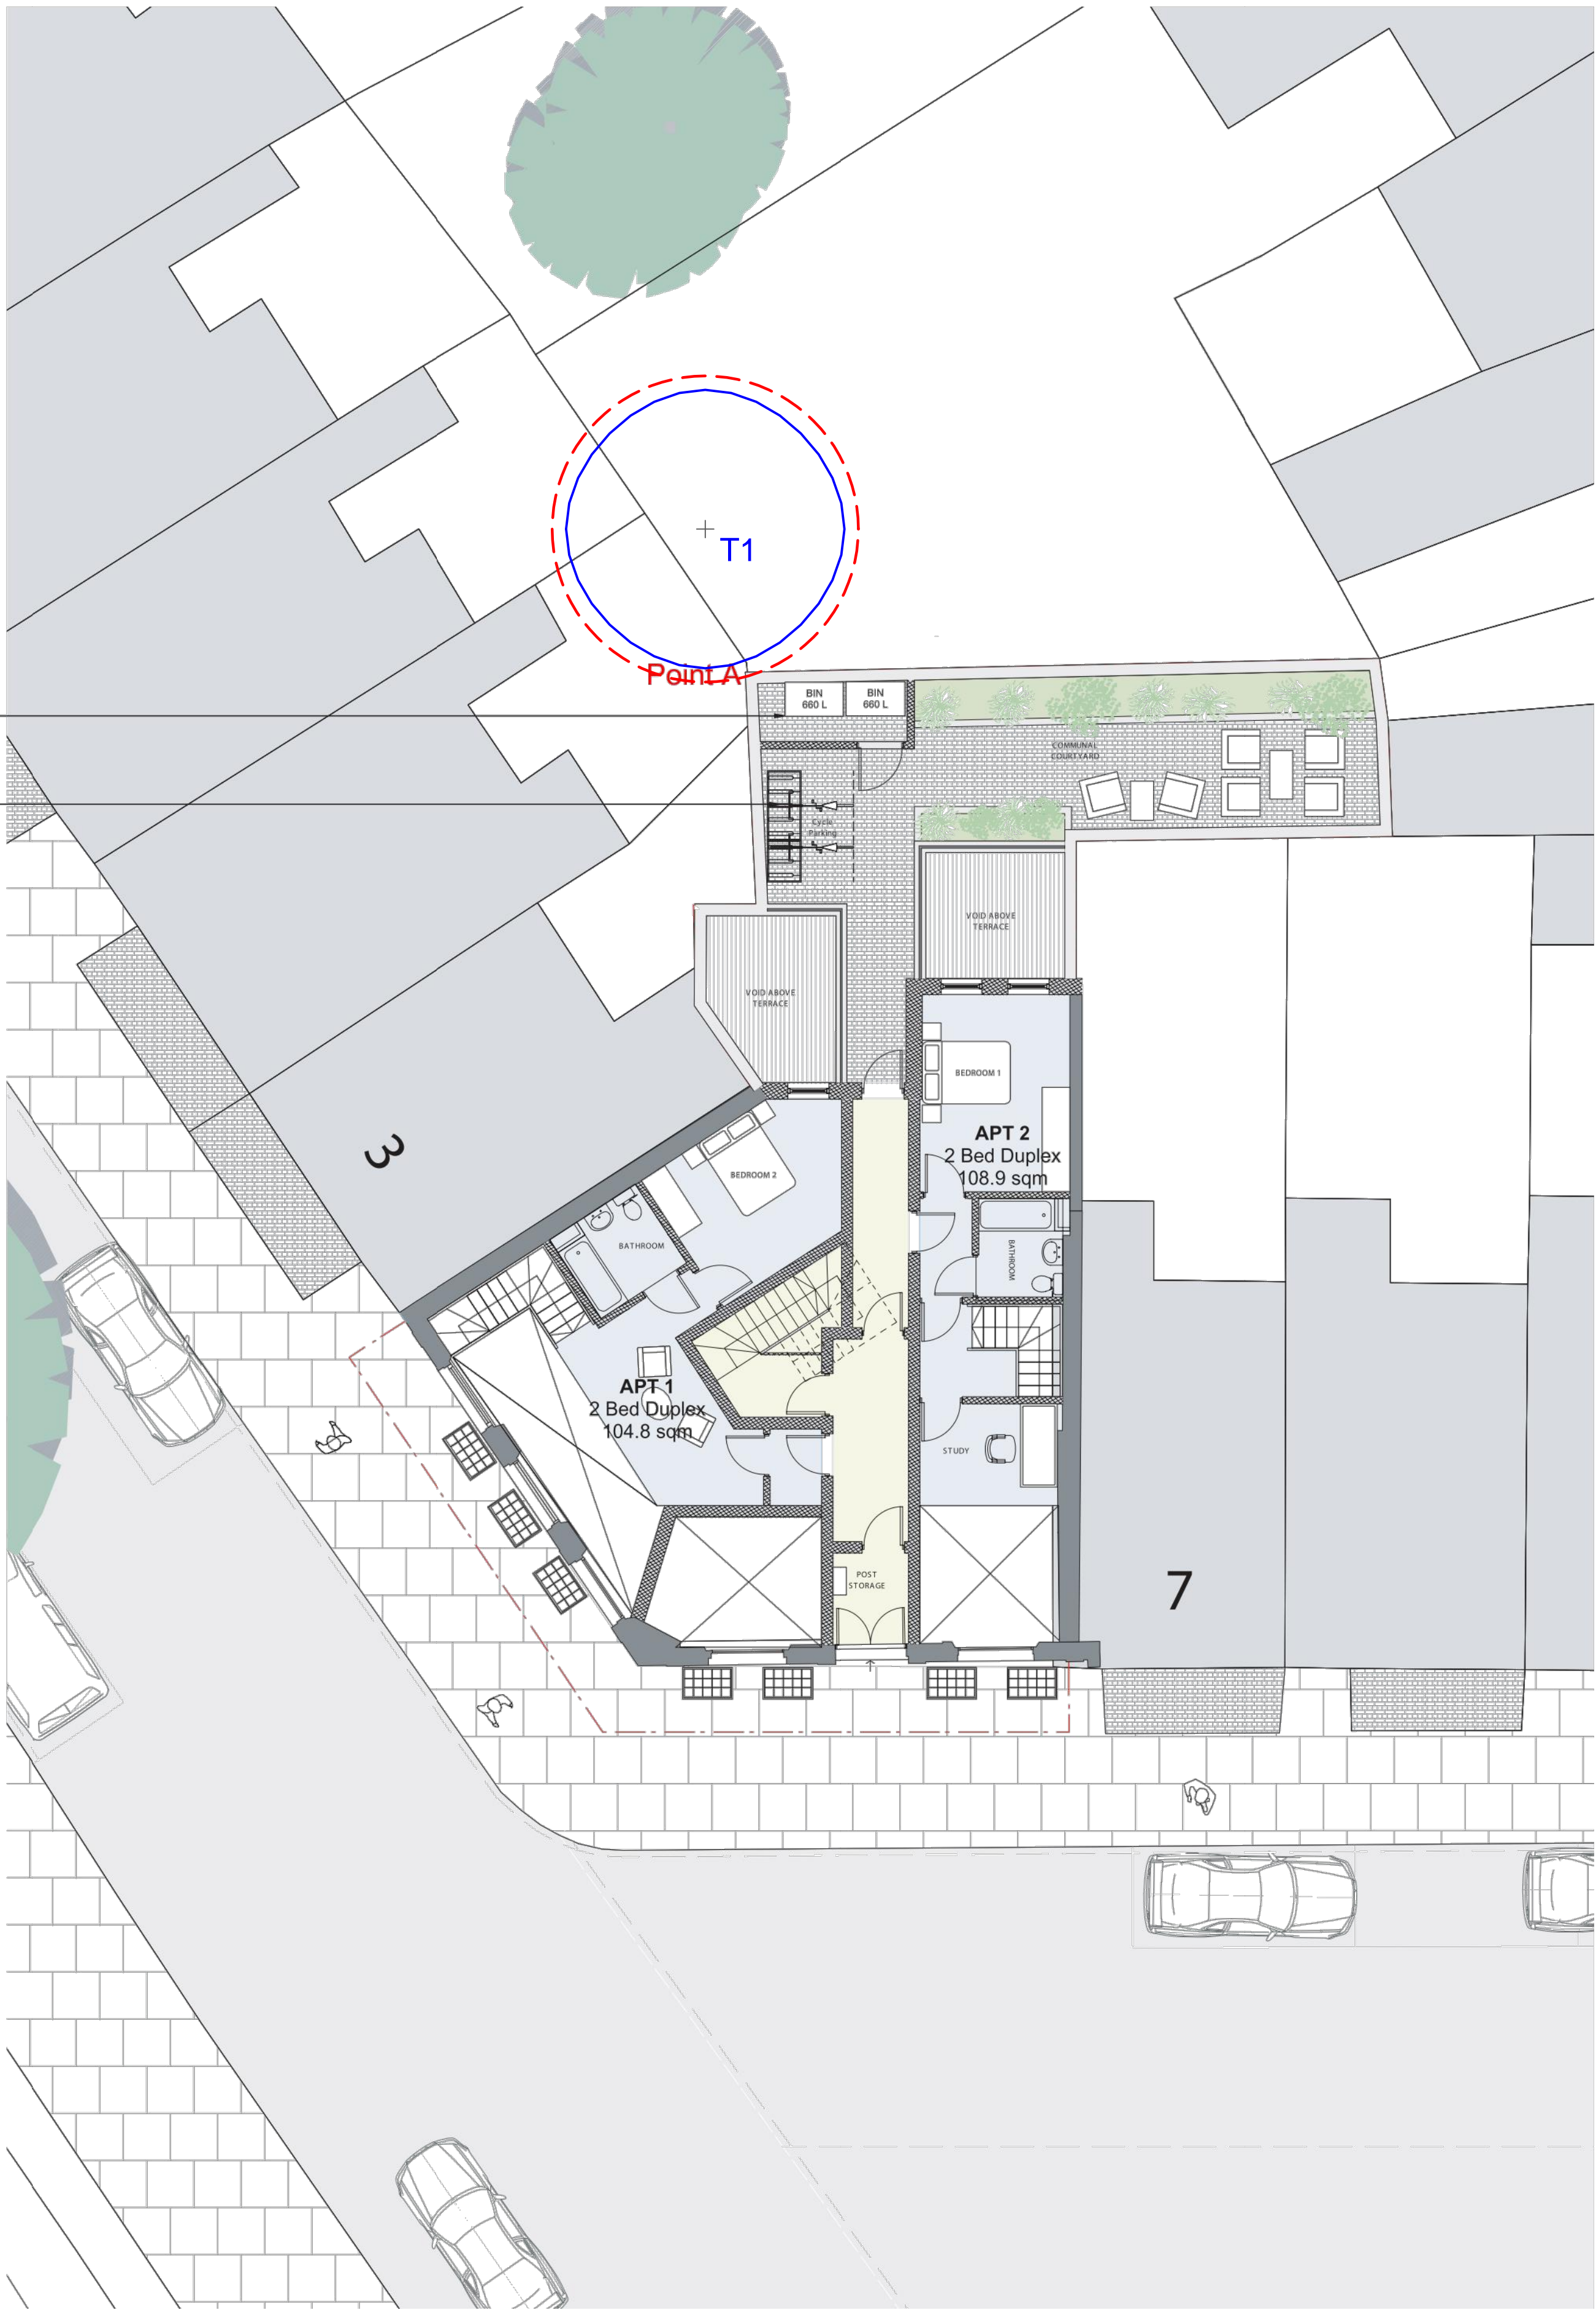 T1
Point A
BIN
660 L
BIN
660 L
COMMUNAL
COURTYARD
Cycle
Parking
VOID ABOVE
TERRACE
VOID ABOVE
TERRACE
BEDROOM 1
APT 2
2 Bed Duplex
108.9 sqm
3
BEDROOM 2
BATHROOM
BATHROOM
APT 1
2 Bed Duplex
104.8 sqm
STUDY
POST
STORAGE
7